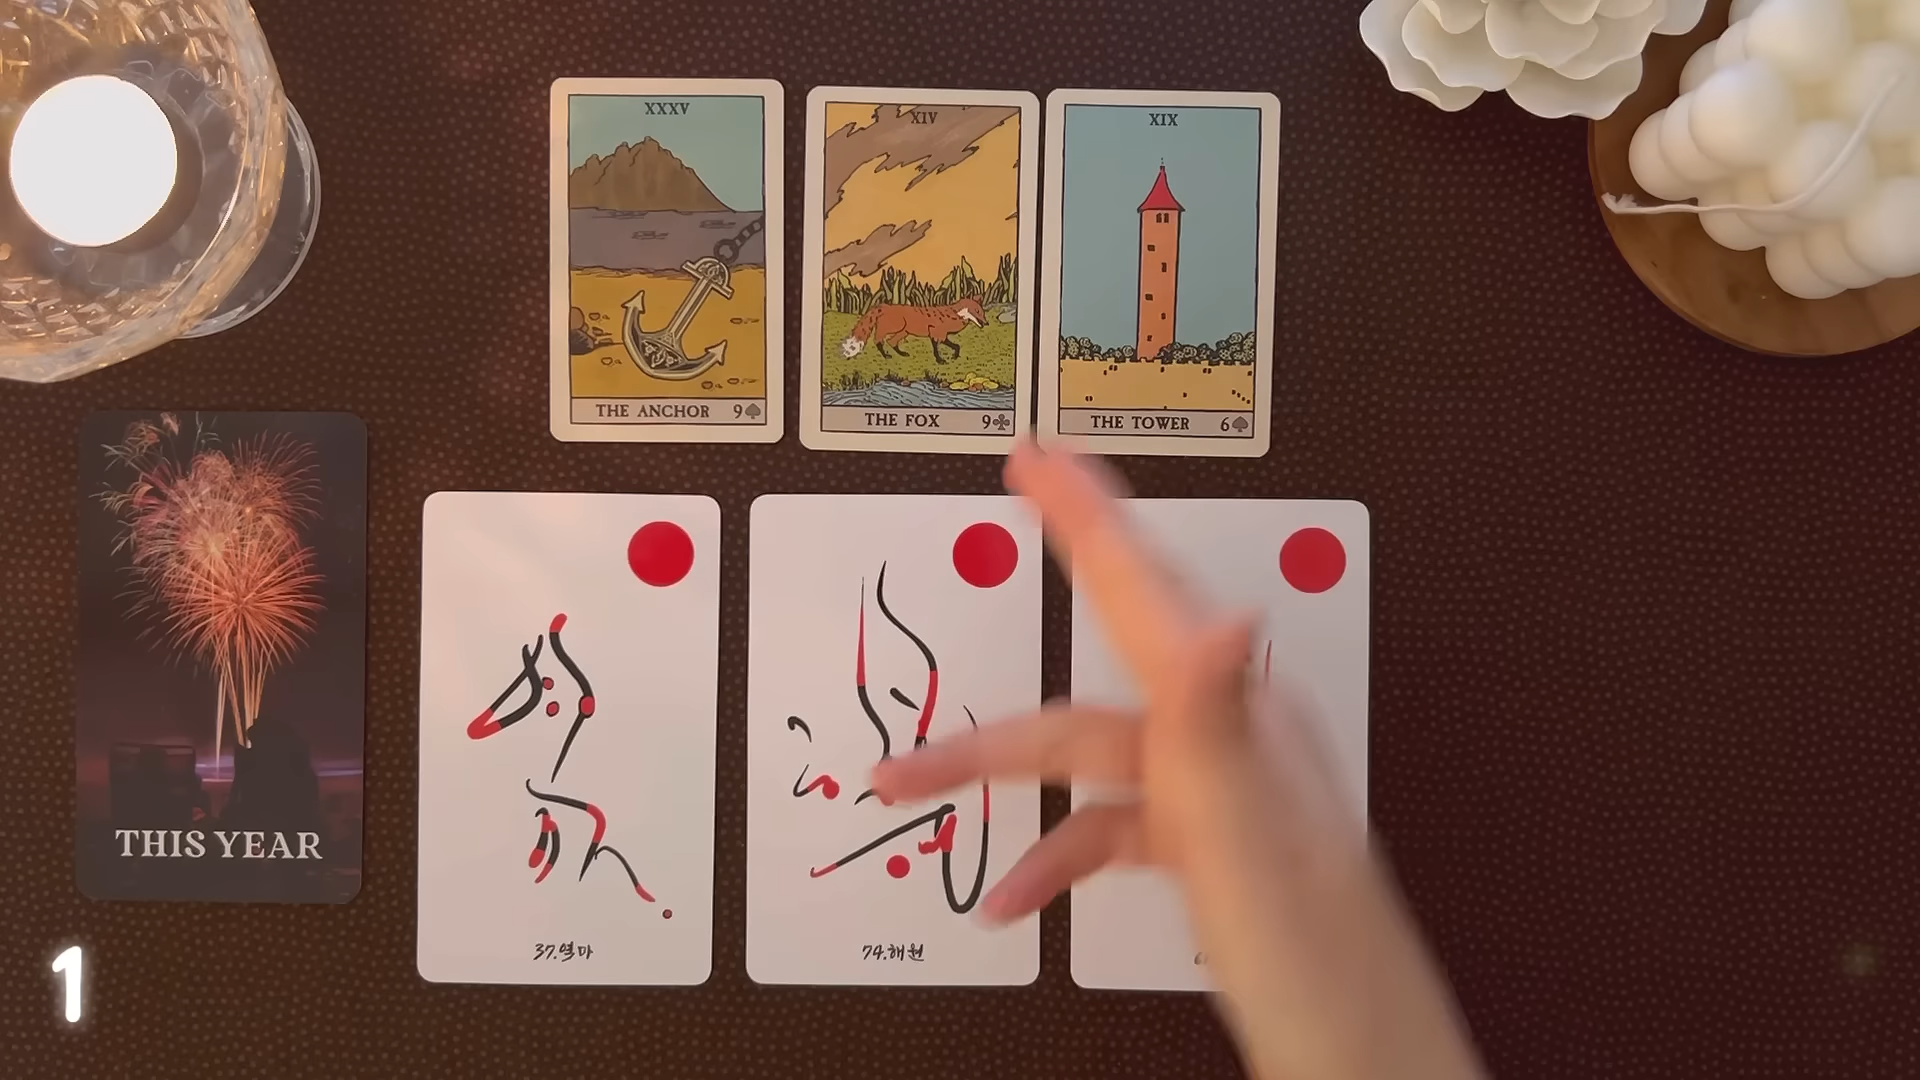 XXXV
THE ANCHOR 9
XIV
THE FOX 9
XIX
THE TOWER 6
THIS YEAR
37.역마
74.해원
1